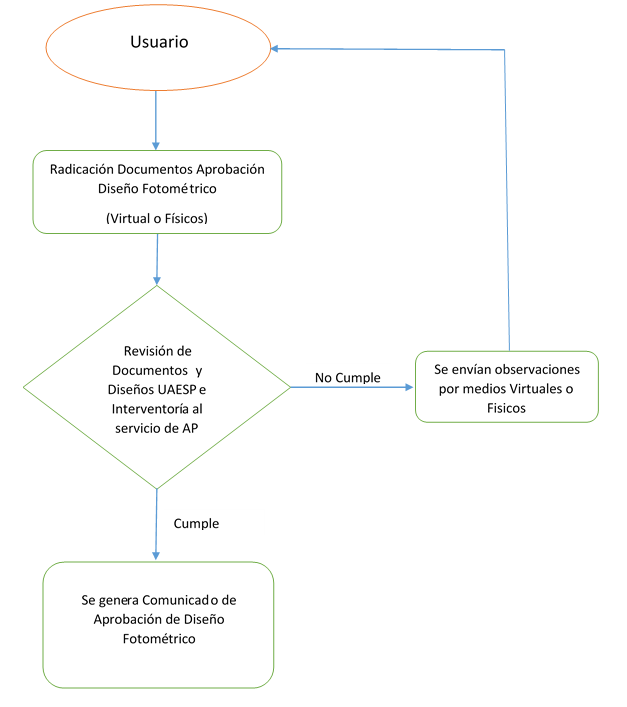 Usuario
Radicación Documentos Aprobación
Diseño Fotométrico
(Virtual o Físicos)
Revisión de
Documentos y
Diseños UAESP e
Interventoría al
servicio de AP
No Cumple
Se envían observaciones
por medios Virtuales o
Fisicos
Cumple
Se genera Comunicado de
Aprobación de Diseño
Fotométrico